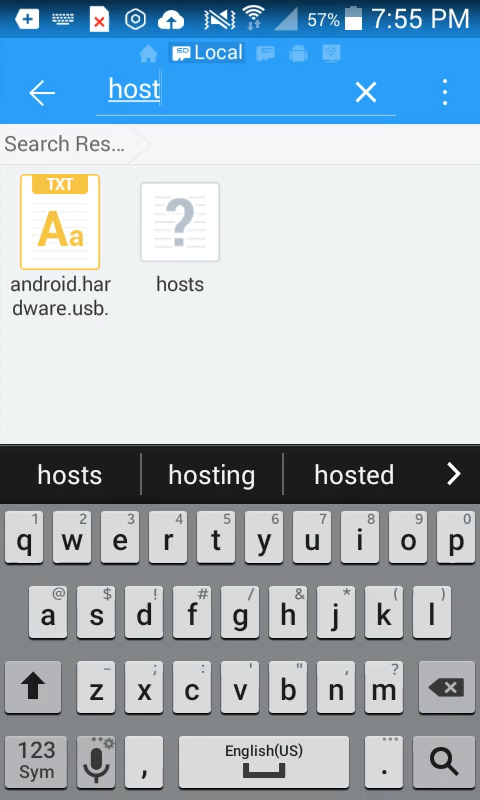 57% 7:55 PM
Local
host
Search Res...
TXT
Aa
android.har
dware.usb.
?
hosts
hosts hosting hosted
1 2 3 4 5 6 7 8 9 0
q w e r t y u i o p
@ $ ! # / & * ( )
a s d f g h j k l
- ; : ' " , ?
z x c v b n m
123
Sym
,
English(US)
.